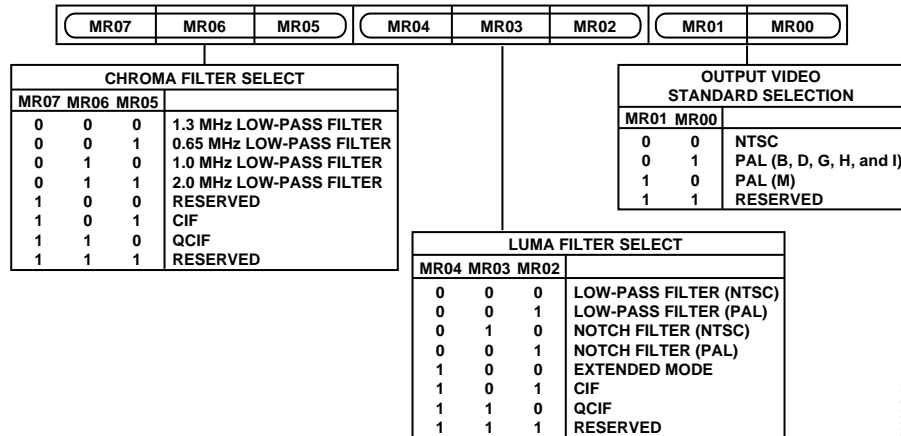 MR07 MR06 MR05 MR04 MR03 MR02 MR01 MR00
CHROMA FILTER SELECT
MR07 MR06 MR05
0 0 0 1.3 MHz LOW-PASS FILTER
0 0 1 0.65 MHz LOW-PASS FILTER
0 1 0 1.0 MHz LOW-PASS FILTER
0 1 1 2.0 MHz LOW-PASS FILTER
1 0 0 RESERVED
1 0 1 CIF
1 1 0 QCIF
1 1 1 RESERVED
OUTPUT VIDEO
STANDARD SELECTION
MR01 MR00
0 0 NTSC
0 1 PAL (B, D, G, H, and I)
1 0 PAL (M)
1 1 RESERVED
LUMA FILTER SELECT
MR04 MR03 MR02
0 0 0 LOW-PASS FILTER (NTSC)
0 0 1 LOW-PASS FILTER (PAL)
0 1 0 NOTCH FILTER (NTSC)
0 0 1 NOTCH FILTER (PAL)
1 0 0 EXTENDED MODE
1 0 1 CIF
1 1 0 QCIF
1 1 1 RESERVED